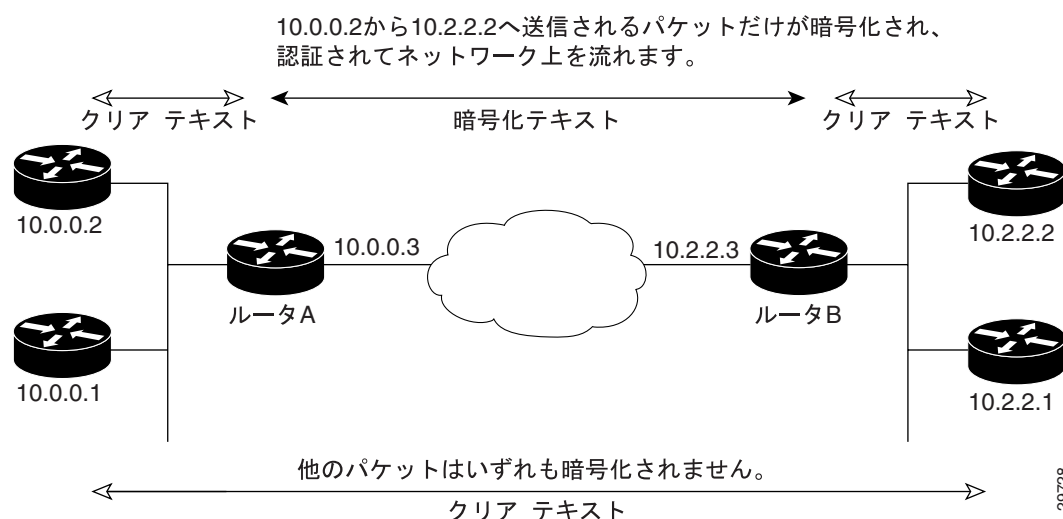 10.0.0.2から10.2.2.2へ送信されるパケットだけが暗号化され、
認証されてネットワーク上を流れます。
クリア テキスト
暗号化テキスト
クリア テキスト
10.0.0.2
10.0.0.3
10.2.2.3
10.2.2.2
ルータA
ルータB
10.0.0.1
10.2.2.1
他のパケットはいずれも暗号化されません。
クリア テキスト
29728